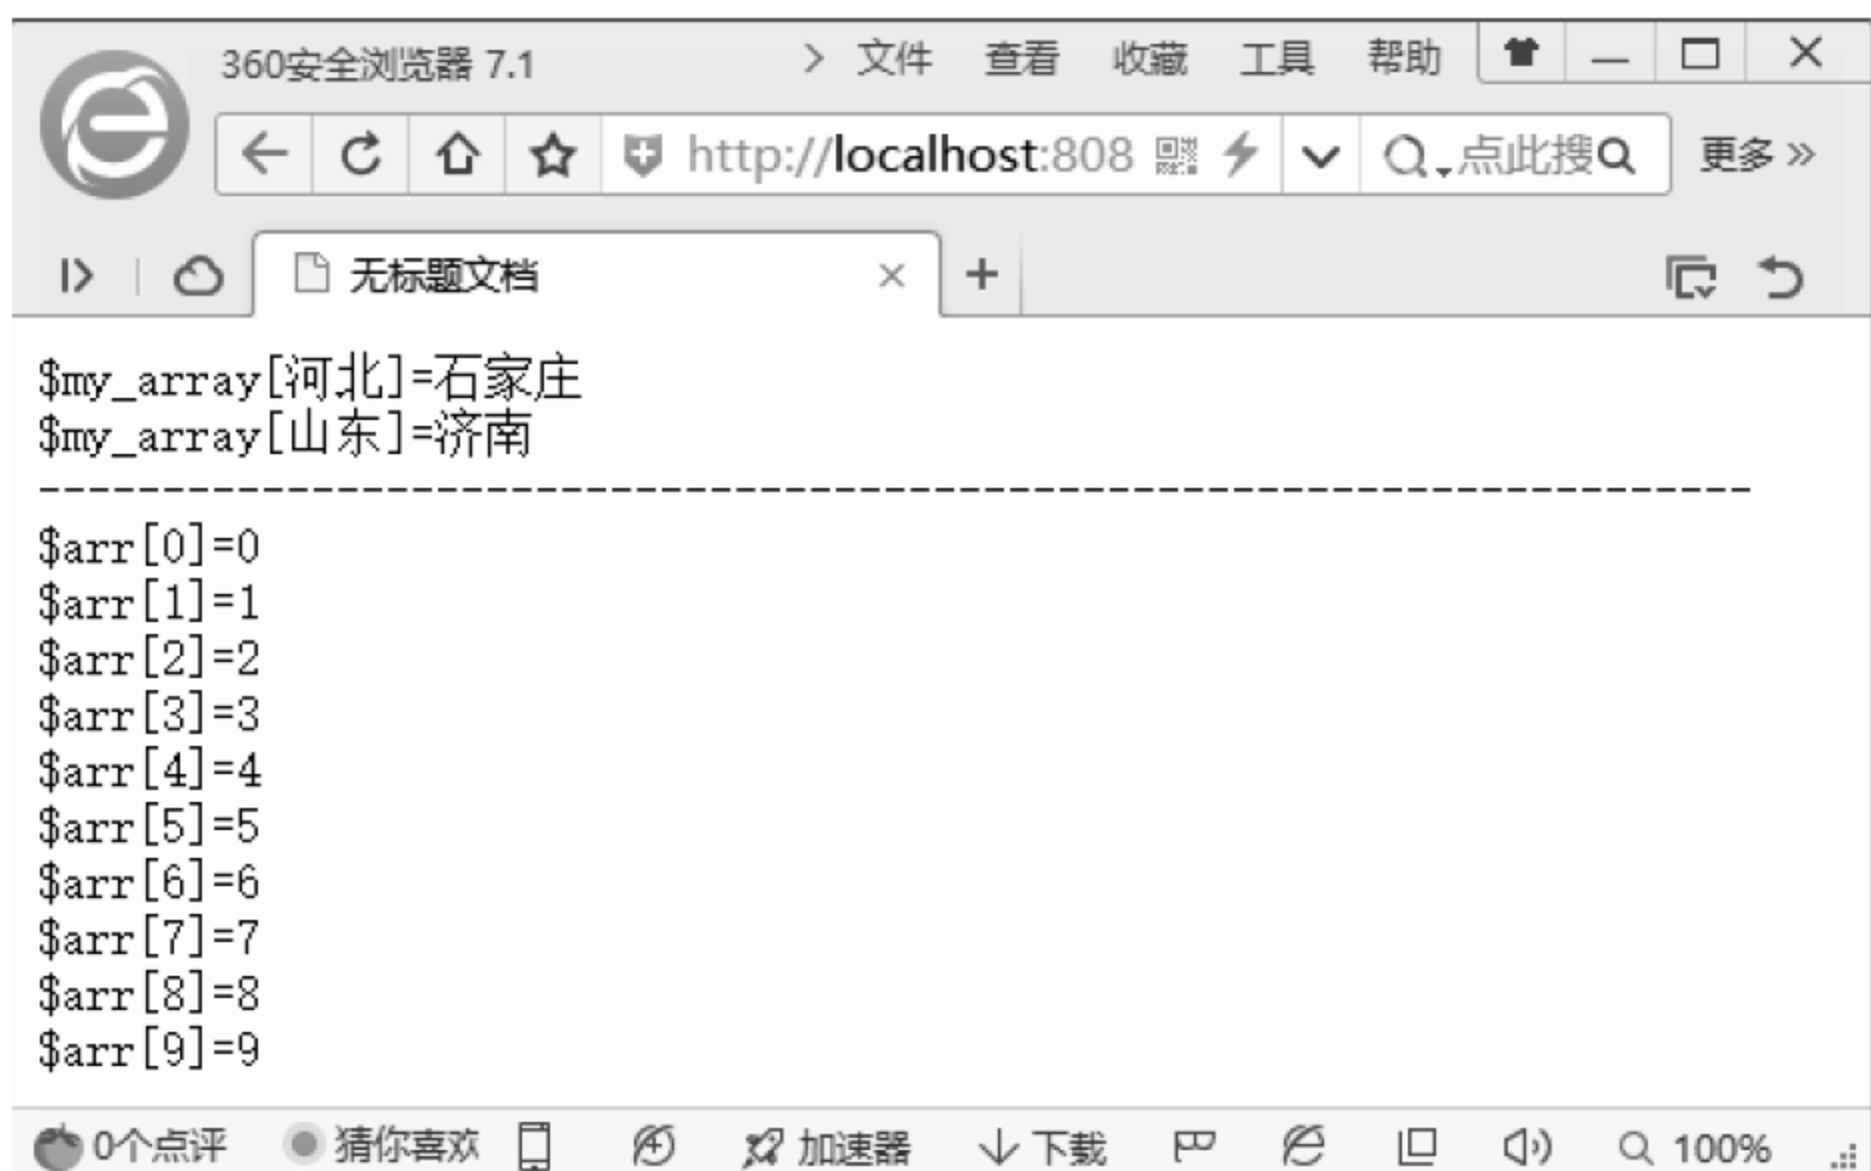 360安全浏览器 7.1 > 文件 查看 收藏 工具 帮助
http://localhost:808 点此搜 更多 »
无标题文档
$my_array[河北]=石家庄
$my_array[山东]=济南
---------------------------------------------------------------------
$arr[0]=0
$arr[1]=1
$arr[2]=2
$arr[3]=3
$arr[4]=4
$arr[5]=5
$arr[6]=6
$arr[7]=7
$arr[8]=8
$arr[9]=9
0个点评 猜你喜欢 加速器 下载 100%